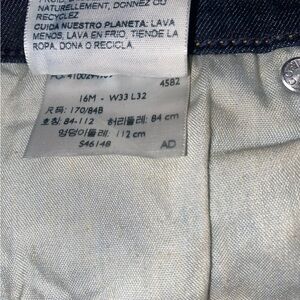 NATURELLEMENT, DONNEZ OU
RECYCLEZ
CUIDA NUESTRO PLANETA: LAVA
MENOS, LAVA EN FRIO, TIENDE LA
ROPA, DONA O RECICLA.
4582
16M - W33 L32
尺码: 170/84B
호칭: 84-112 허리둘레: 84 cm
엉덩이둘레: 112 cm
S4614B AD